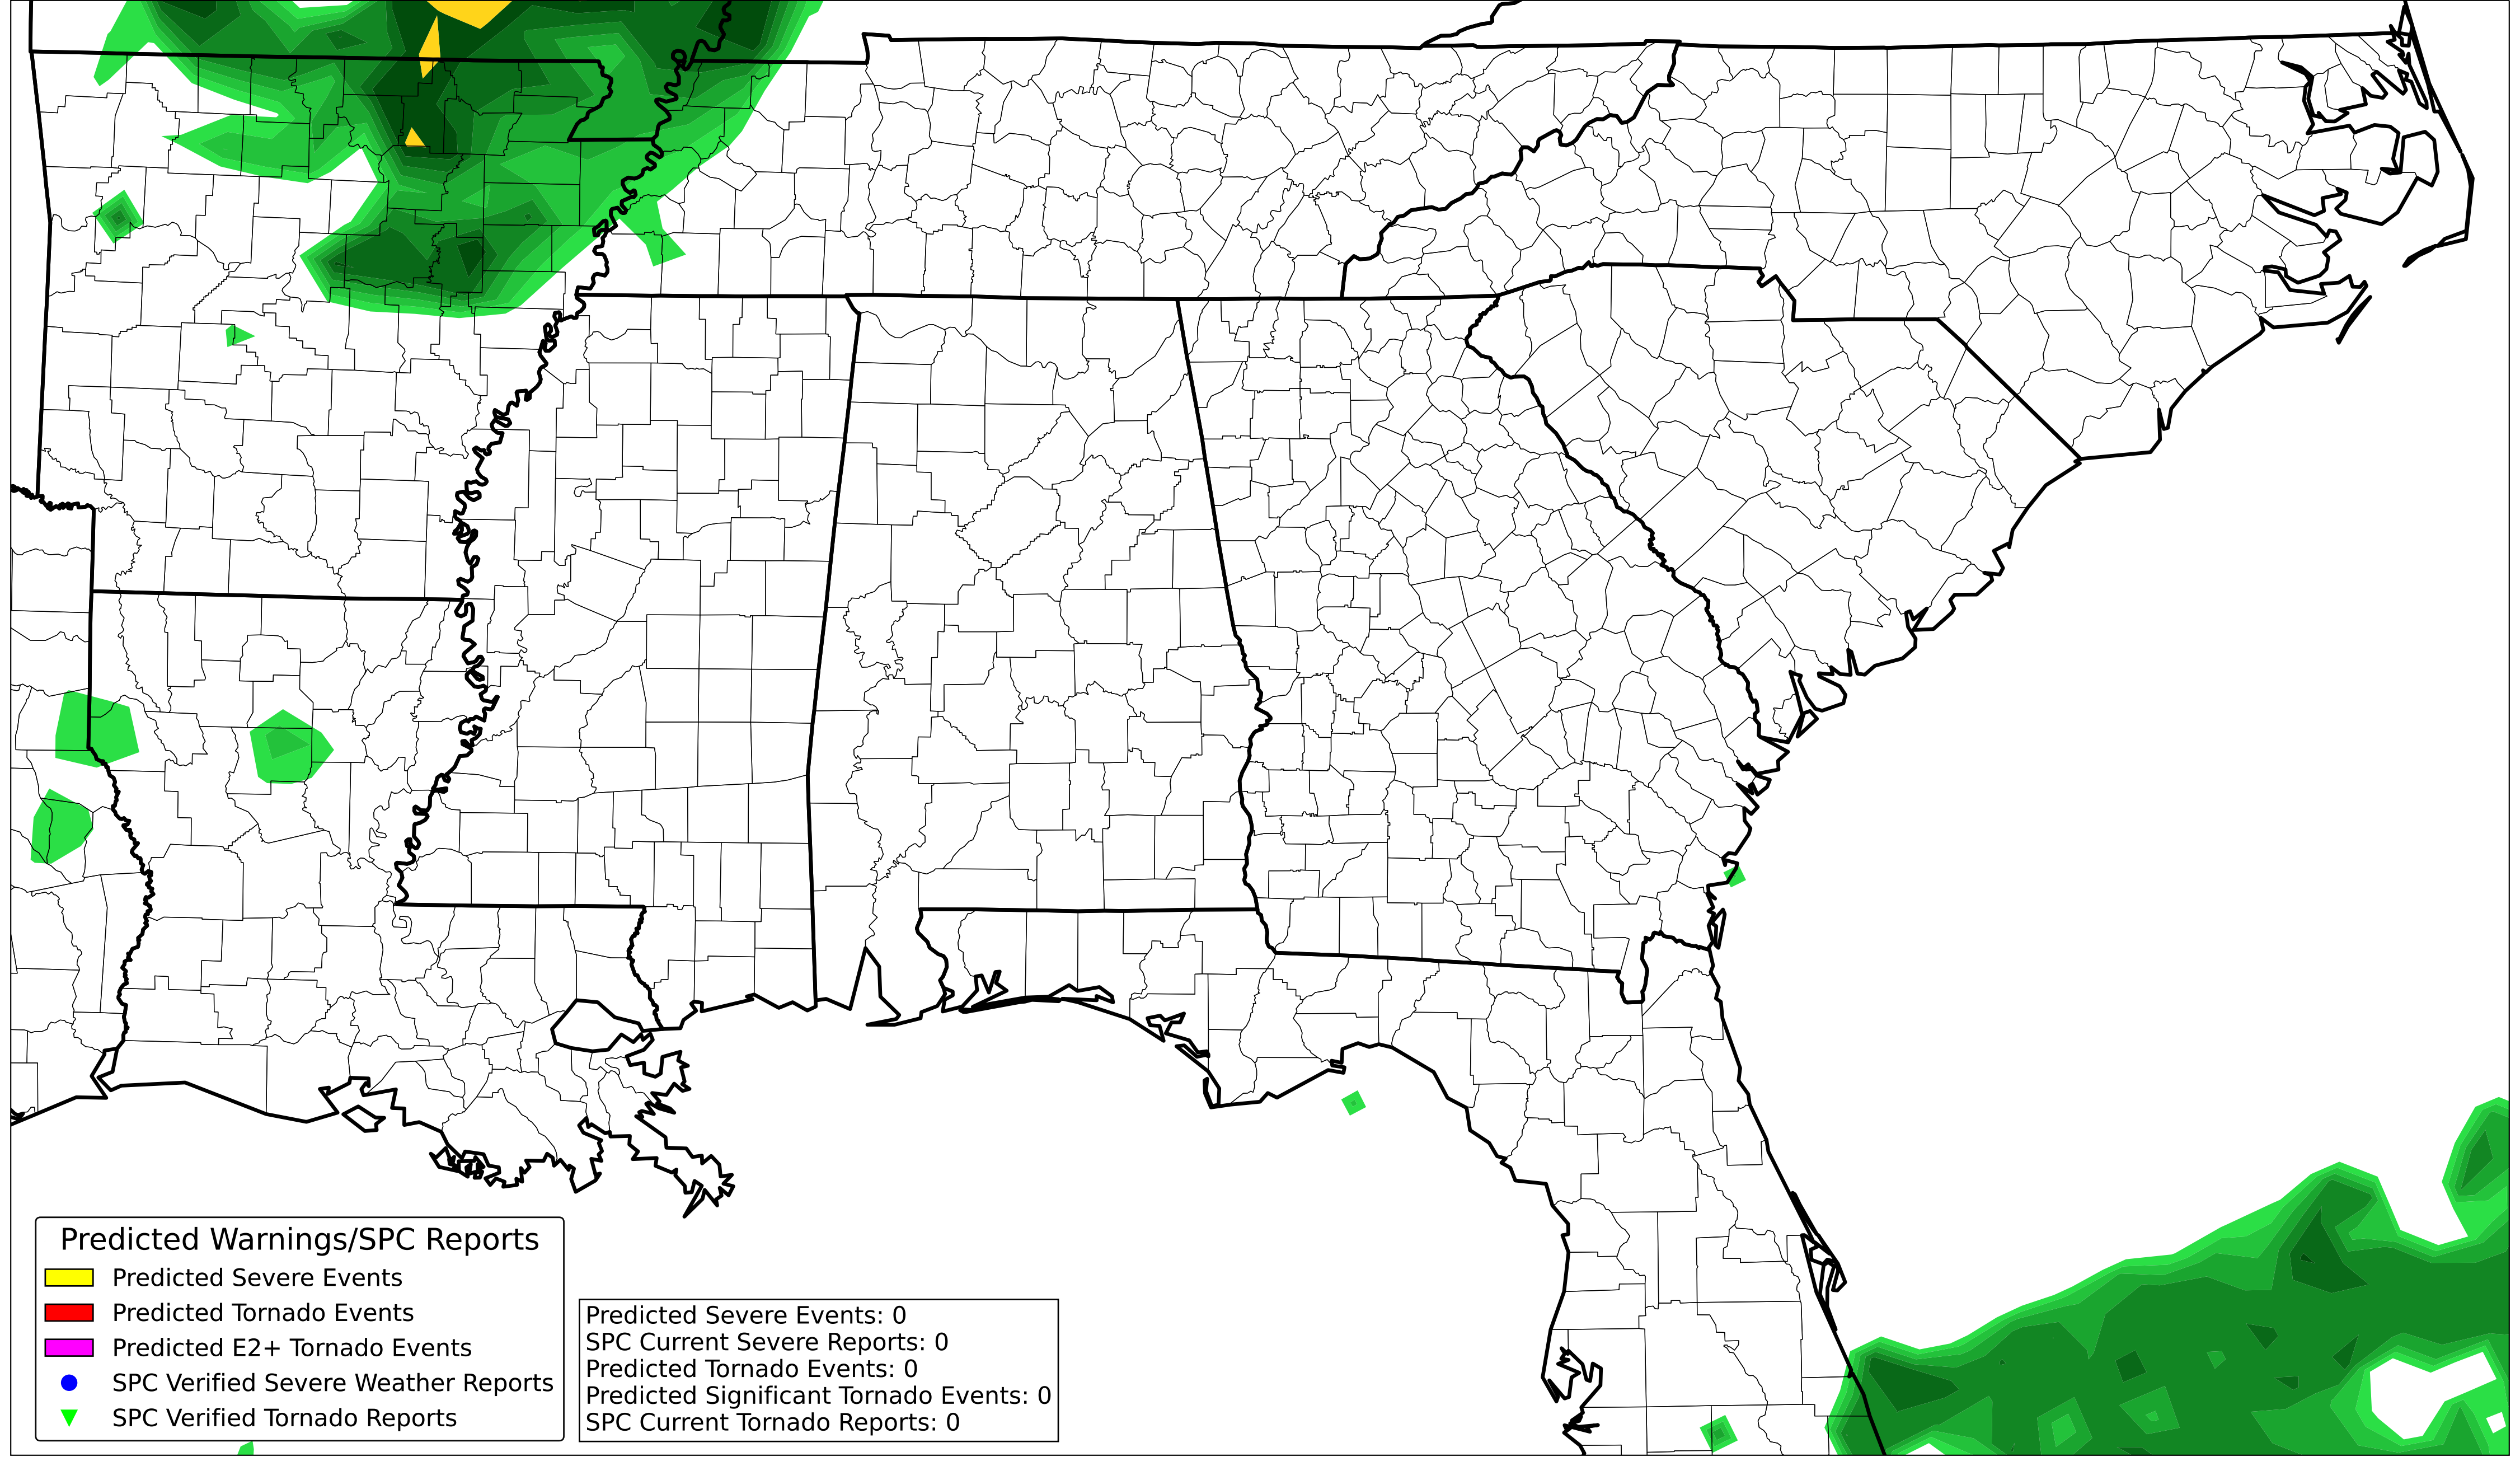 Predicted Warnings/SPC Reports
Predicted Severe Events
Predicted Tornado Events
Predicted E2+ Tornado Events
SPC Verified Severe Weather Reports
SPC Verified Tornado Reports
Predicted Severe Events: 0
SPC Current Severe Reports: 0
Predicted Tornado Events: 0
Predicted Significant Tornado Events: 0
SPC Current Tornado Reports: 0